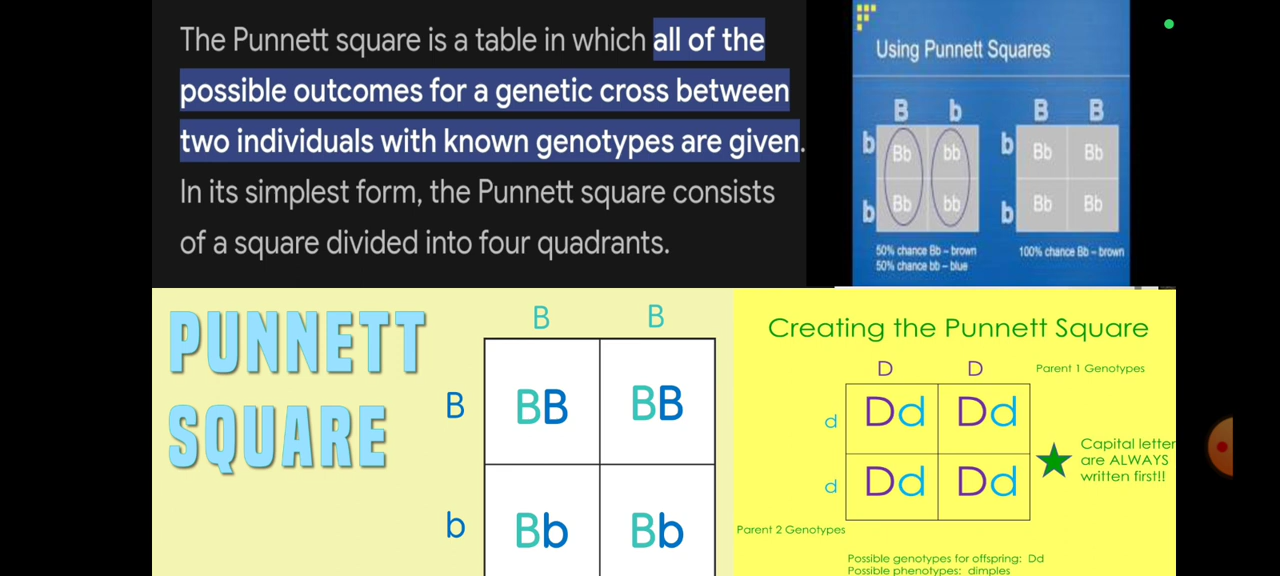 The Punnett square is a table in which all of the
possible outcomes for a genetic cross between
two individuals with known genotypes are given.
In its simplest form, the Punnett square consists
of a square divided into four quadrants.
Using Punnett Squares
B b
b Bb bb
b Bb bb
50% chance Bb – brown
50% chance bb – blue
B B
b Bb Bb
b Bb Bb
100% chance Bb – brown
PUNNETT
SQUARE
B B
B BB BB
b Bb Bb
Creating the Punnett Square
D D
Parent 1 Genotypes
d Dd Dd
d Dd Dd
Capital letter
are ALWAYS
written first!!
Parent 2 Genotypes
Possible genotypes for offspring: Dd
Possible phenotypes: dimples